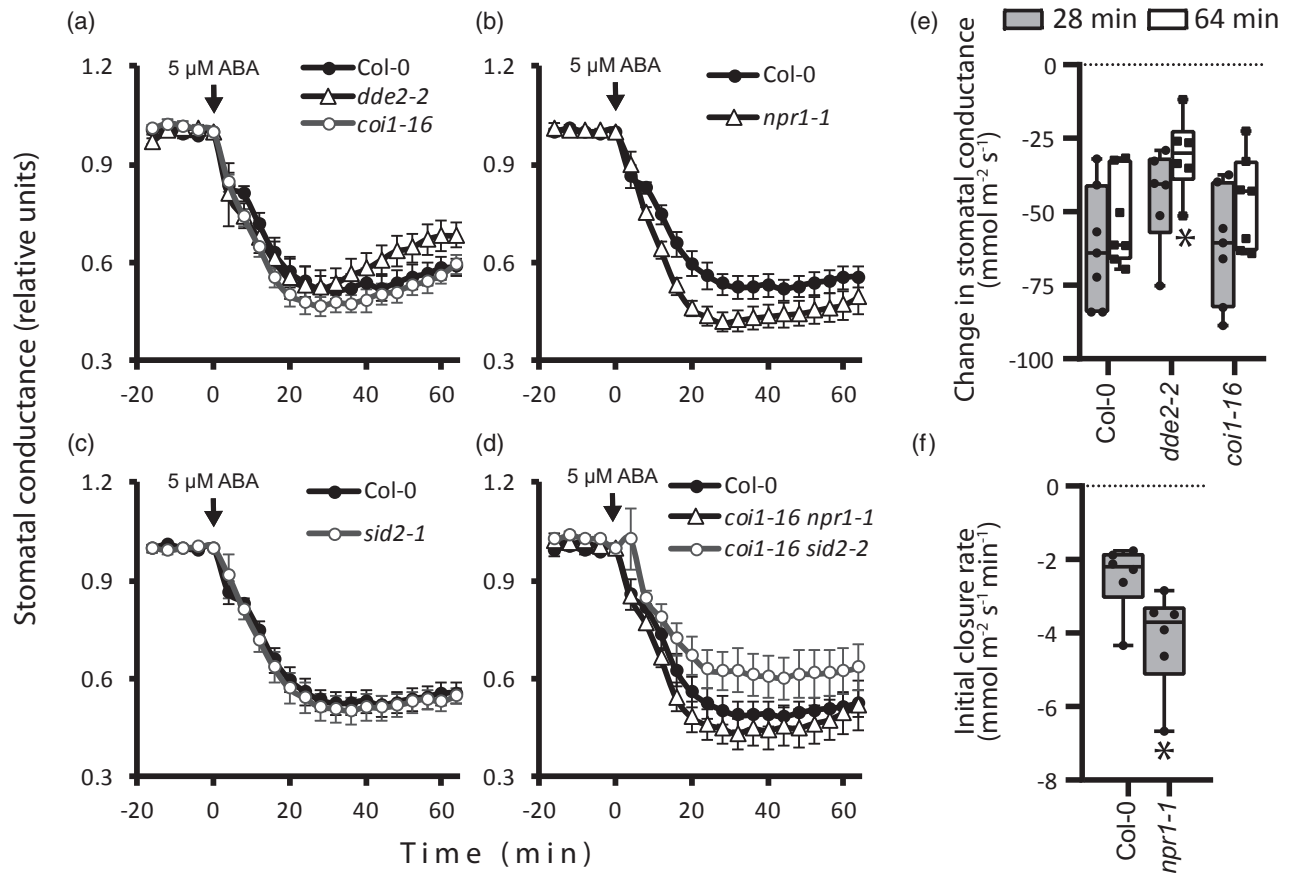 (a)
1.2
0.9
0.6
0.3
5 µM ABA
Col-0
dde2-2
coi1-16
-20 0 20 40 60
(b)
1.2
0.9
0.6
0.3
5 µM ABA
Col-0
npr1-1
-20 0 20 40 60
(c)
1.2
0.9
0.6
0.3
5 µM ABA
Col-0
sid2-1
-20 0 20 40 60
(d)
1.2
0.9
0.6
0.3
5 µM ABA
Col-0
coi1-16 npr1-1
coi1-16 sid2-2
-20 0 20 40 60
Stomatal conductance (relative units)
Time (min)
(e)
28 min 64 min
Change in stomatal conductance
(mmol m⁻² s⁻¹)
0
-25
-50
-75
-100
*
Col-0
dde2-2
coi1-16
(f)
Initial closure rate
(mmol m⁻² s⁻¹ min⁻¹)
0
-2
-4
-6
-8
*
Col-0
npr1-1